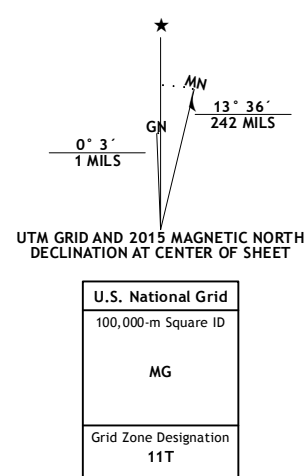 ★
MN
13° 36´
242 MILS
GN
0° 3´
1 MILS
UTM GRID AND 2015 MAGNETIC NORTH
DECLINATION AT CENTER OF SHEET
U.S. National Grid
100,000-m Square ID
MG
Grid Zone Designation
11T